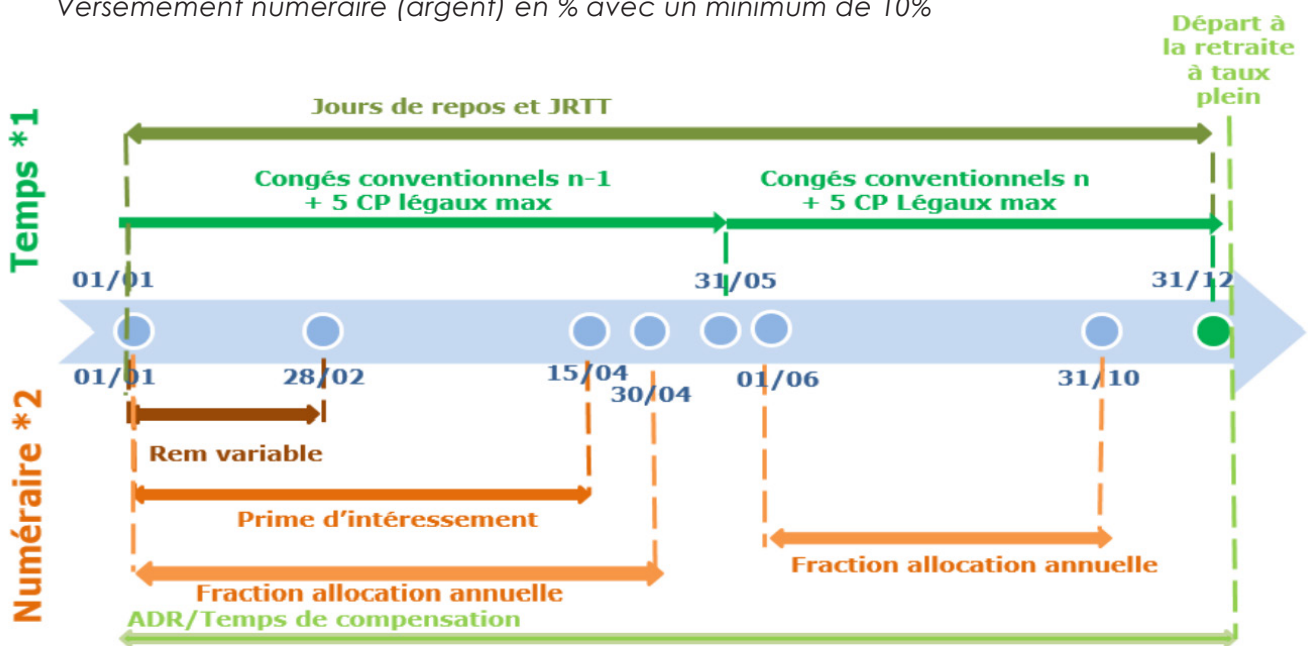 Versemement numéraire (argent) en % avec un minimum de 10%
Départ à
la retraite
à taux
plein
Temps *1
Jours de repos et JRTT
Congés conventionnels n-1
+ 5 CP légaux max
Congés conventionnels n
+ 5 CP Légaux max
01/01
31/05
31/12
01/01
28/02
15/04
30/04
01/06
31/10
Numéraire *2
Rem variable
Prime d’intéressement
Fraction allocation annuelle
Fraction allocation annuelle
ADR/Temps de compensation